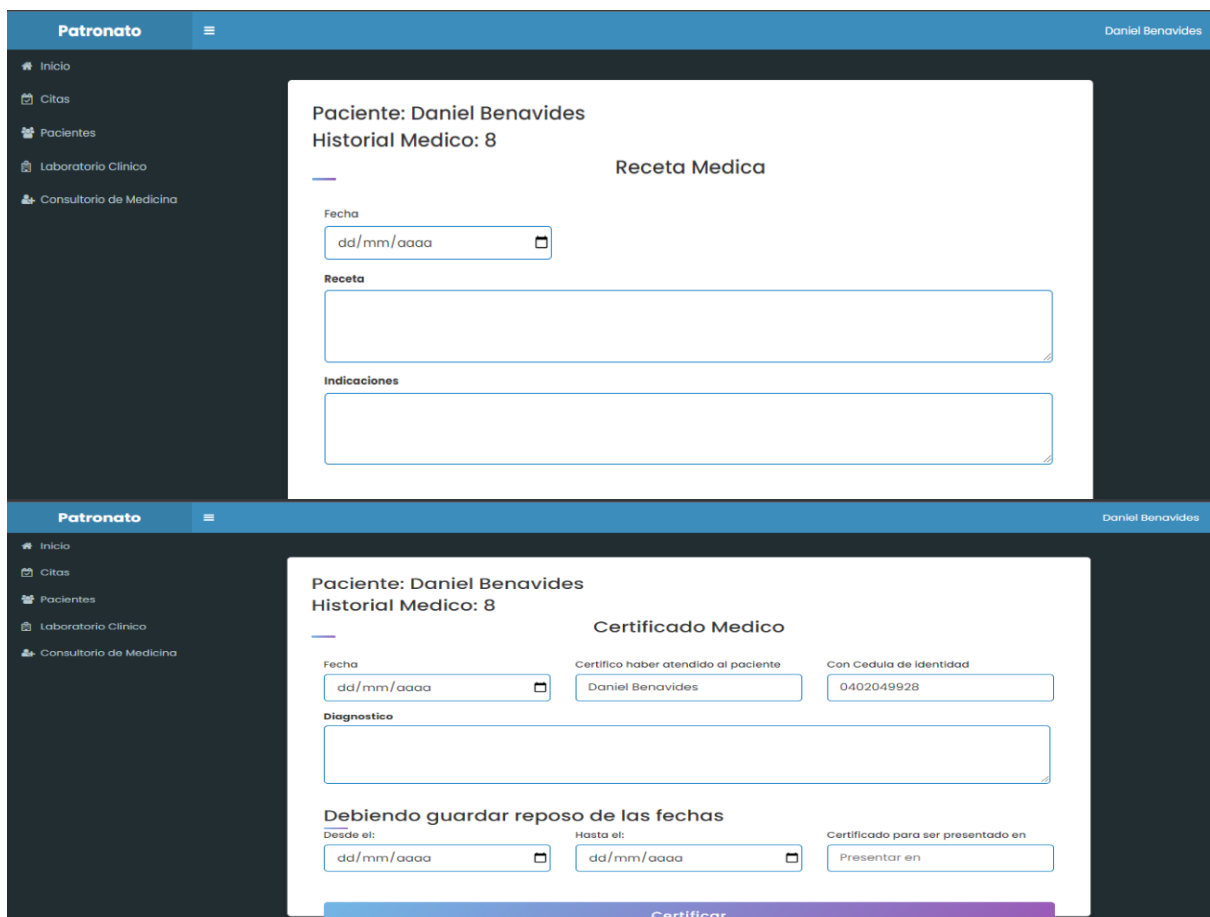 Patronato
Daniel Benavides
Inicio
Citas
Pacientes
Laboratorio Clinico
Consultorio de Medicina
Paciente: Daniel Benavides
Historial Medico: 8
Receta Medica
Fecha
dd/mm/aaaa
Receta
Indicaciones
Patronato
Daniel Benavides
Inicio
Citas
Pacientes
Laboratorio Clinico
Consultorio de Medicina
Paciente: Daniel Benavides
Historial Medico: 8
Certificado Medico
Fecha Certifico haber atendido al paciente Con Cedula de identidad
dd/mm/aaaa Daniel Benavides 0402049928
Diagnostico
Debiendo guardar reposo de las fechas
Desde el: Hasta el: Certificado para ser presentado en
dd/mm/aaaa dd/mm/aaaa Presentar en
Certificar